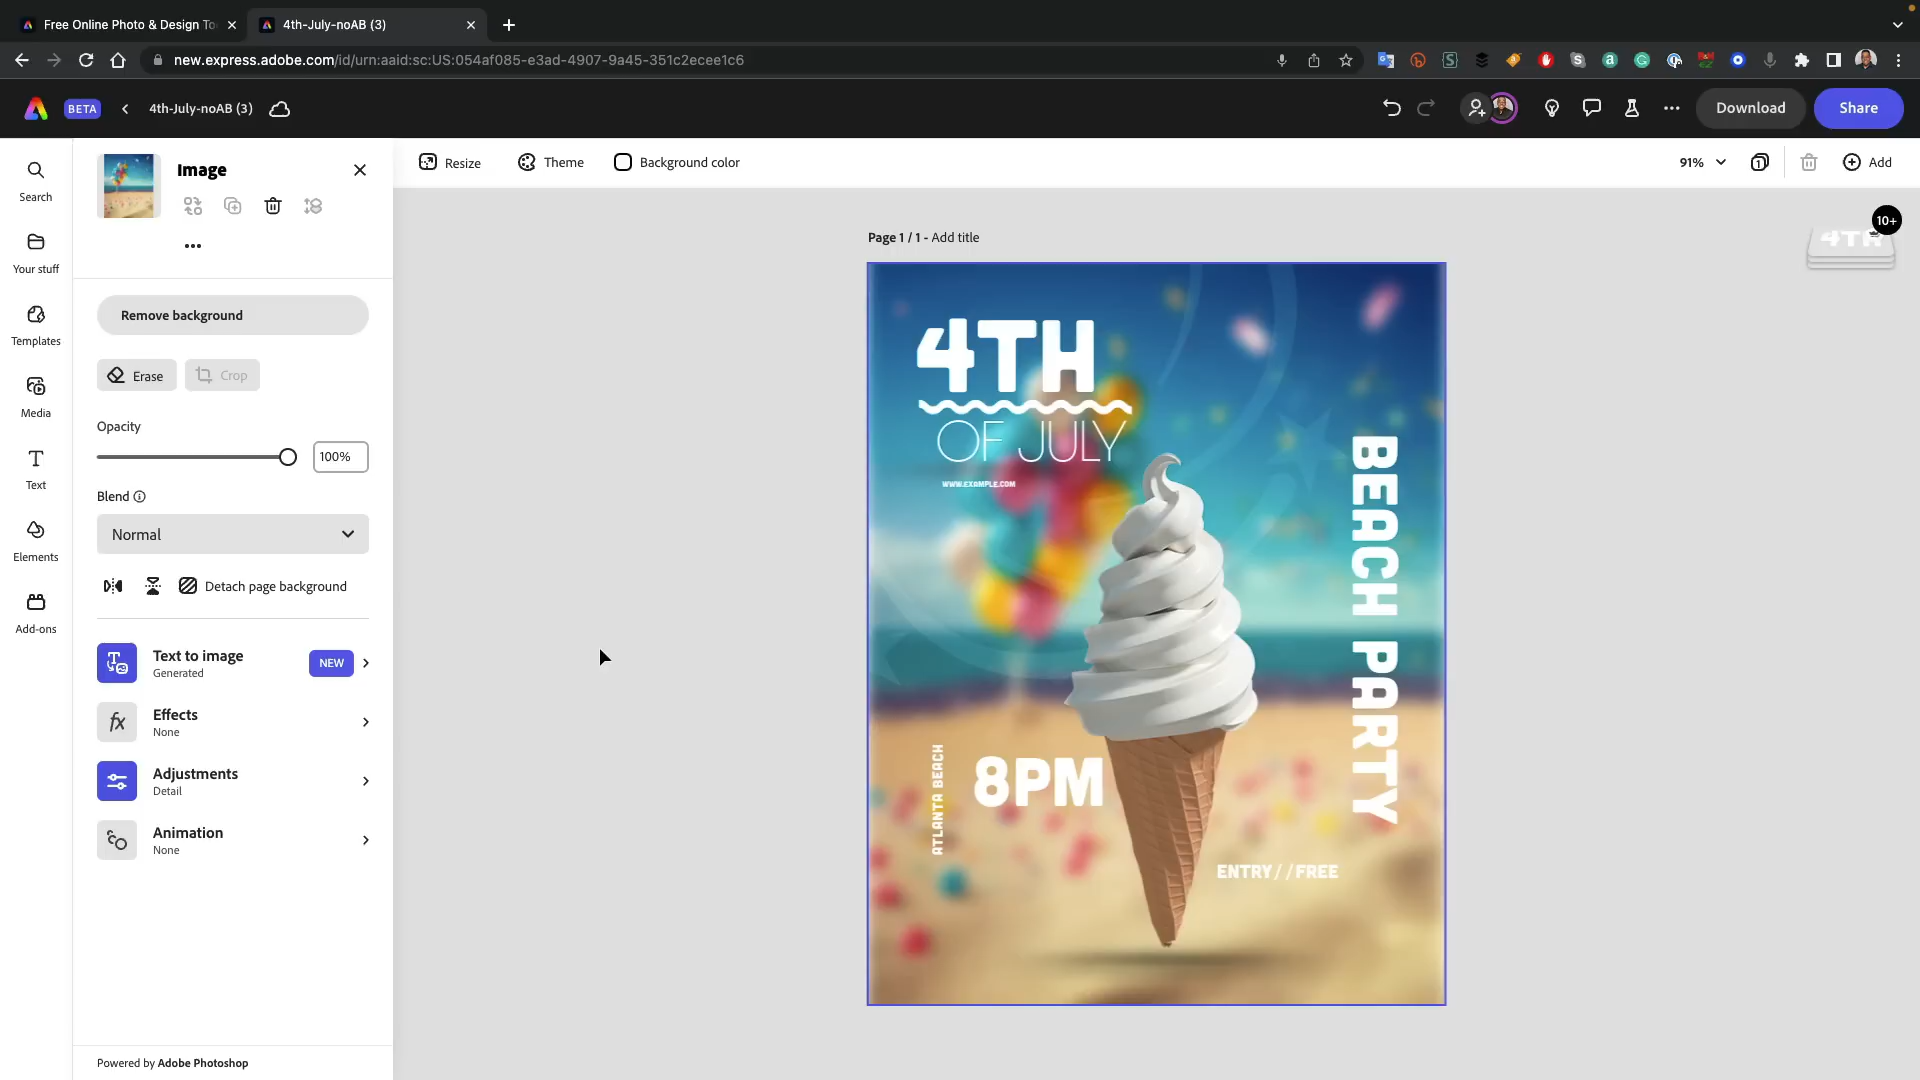 Free Online Photo & Design To
4th-July-noAB (3)
new.express.adobe.com/id/urn:aaid:sc:US:054af085-e3ad-4907-9a45-351c2ecee1c6
BETA
4th-July-noAB (3)
Download
Share
Search
Your stuff
Templates
Media
Text
Elements
Add-ons
Image
Remove background
Erase
Crop
Opacity
100%
Blend
Normal
Detach page background
Text to image
Generated
NEW
Effects
None
Adjustments
Detail
Animation
None
Powered by Adobe Photoshop
Resize
Theme
Background color
91%
1
Add
10+
4TH
Page 1 / 1 - Add title
4TH
OF JULY
WWW.EXAMPLE.COM
BEACH PARTY
ATLANTA BEACH
8PM
ENTRY//FREE